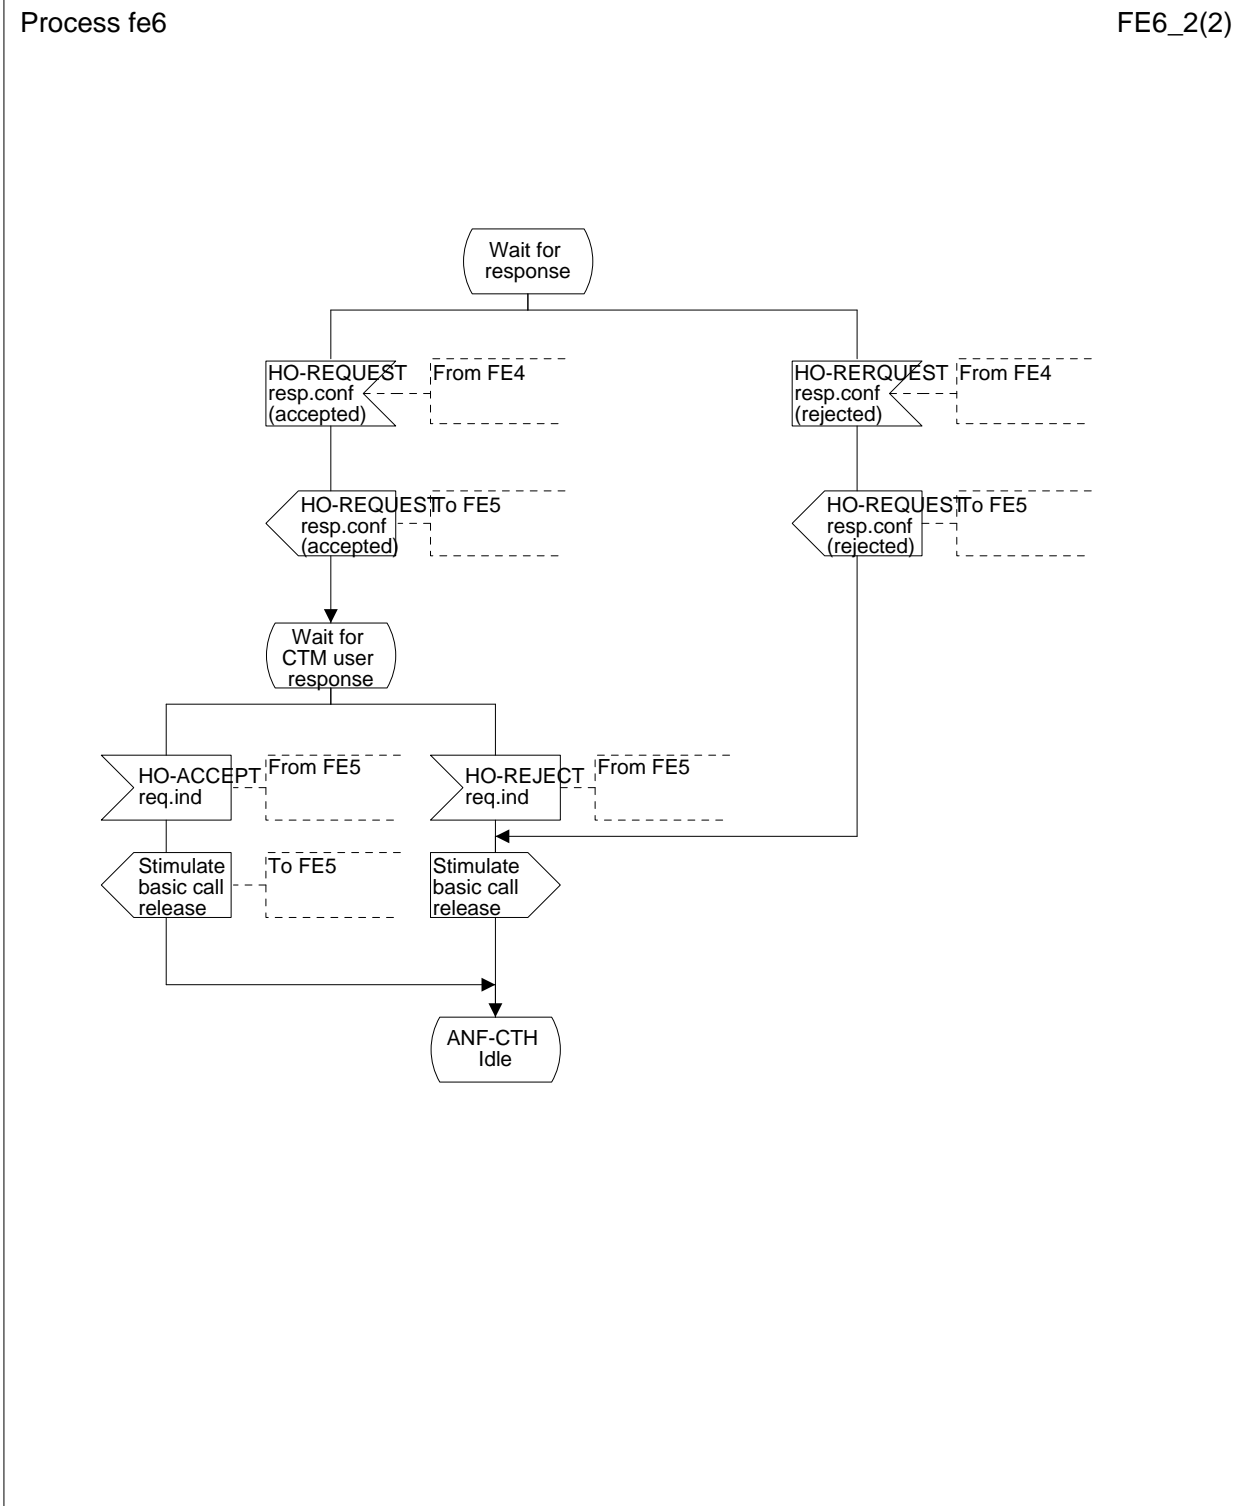 Process fe6
FE6_2(2)
Wait for
response
HO-REQUEST
resp.conf
(accepted)
From FE4
HO-RERQUEST
resp.conf
(rejected)
From FE4
HO-REQUEST
resp.conf
(accepted)
To FE5
HO-REQUEST
resp.conf
(rejected)
To FE5
Wait for
CTM user
response
HO-ACCEPT
req.ind
From FE5
HO-REJECT
req.ind
From FE5
Stimulate
basic call
release
To FE5
Stimulate
basic call
release
ANF-CTH
Idle